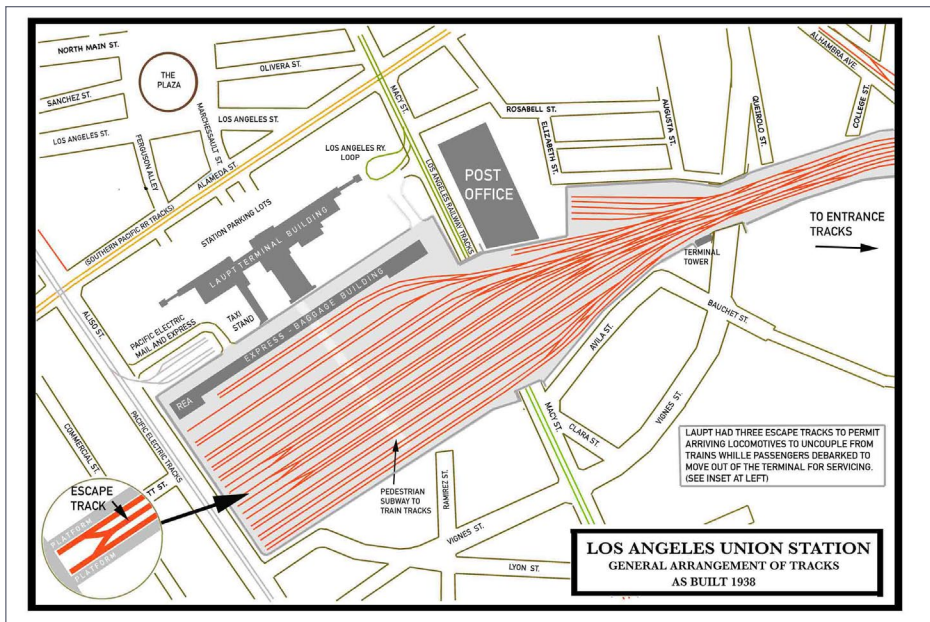 NORTH MAIN ST.
THE
PLAZA
OLIVERA ST.
SANCHEZ ST.
LOS ANGELES ST.
FERGUSON ALLEY
MARCHESSAULT ST.
LOS ANGELES ST.
ALAMEDA ST.
(SOUTHERN PACIFIC RR TRACKS)
MACY ST.
LOS ANGELES RY.
LOOP
LOS ANGELES RAILWAY TRACKS
POST
OFFICE
ROSABELL ST.
ELIZABETH ST.
AUGUSTA ST.
QUEIROLO ST.
COLLEGE ST.
ALHAMBRA AVE
TO ENTRANCE
TRACKS
TERMINAL
TOWER
STATION PARKING LOTS
LAUPT TERMINAL BUILDING
TAXI
STAND
EXPRESS - BAGGAGE BUILDING
REA
PACIFIC ELECTRIC
MAIL AND EXPRESS
ALISO ST.
PACIFIC ELECTRIC TRACKS
COMMERCIAL ST.
TT ST.
ESCAPE
TRACK
PLATFORM
PLATFORM
PEDESTRIAN
SUBWAY TO
TRAIN TRACKS
RAMIREZ ST.
VIGNES ST.
LYON ST.
MACY ST.
CLARA ST.
AVILA ST.
VIGNES ST.
BAUCHET ST.
LAUPT HAD THREE ESCAPE TRACKS TO PERMIT
ARRIVING LOCOMOTIVES TO UNCOUPLE FROM
TRAINS WHILLE PASSENGERS DEBARKED TO
MOVE OUT OF THE TERMINAL FOR SERVICING.
(SEE INSET AT LEFT)
LOS ANGELES UNION STATION
GENERAL ARRANGEMENT OF TRACKS
AS BUILT 1938